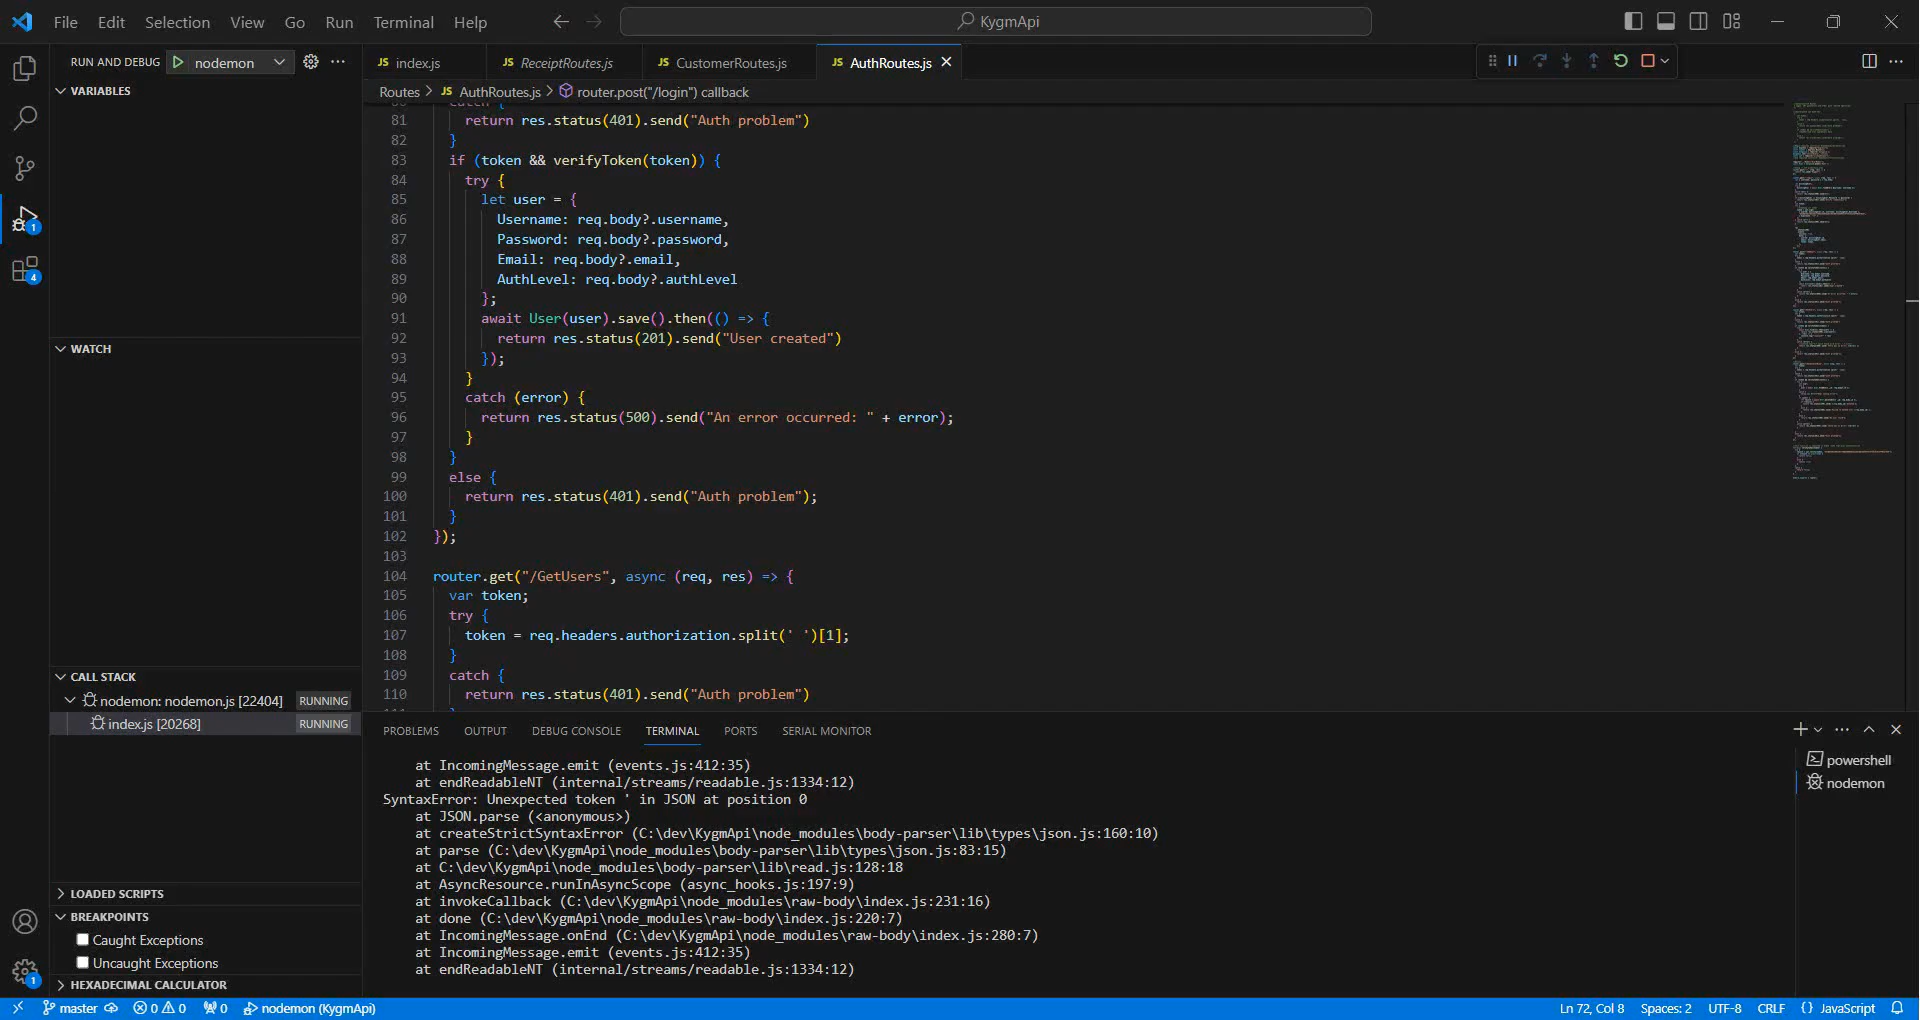 File Edit Selection View Go Run Terminal Help
KygmApi
RUN AND DEBUG nodemon
VARIABLES
WATCH
CALL STACK
nodemon: nodemon.js [22404] RUNNING
index.js [20268] RUNNING
LOADED SCRIPTS
BREAKPOINTS
Caught Exceptions
Uncaught Exceptions
HEXADECIMAL CALCULATOR
1
4
1
JS index.js
JS ReceiptRoutes.js
JS CustomerRoutes.js
JS AuthRoutes.js
Routes > JS AuthRoutes.js > router.post("/login") callback
81 return res.status(401).send("Auth problem")
82 }
83 if (token && verifyToken(token)) {
84 try {
85 let user = {
86 Username: req.body?.username,
87 Password: req.body?.password,
88 Email: req.body?.email,
89 AuthLevel: req.body?.authLevel
90 };
91 await User(user).save().then(() => {
92 return res.status(201).send("User created")
93 });
94 }
95 catch (error) {
96 return res.status(500).send("An error occurred: " + error);
97 }
98 }
99 else {
100 return res.status(401).send("Auth problem");
101 }
102 });
103
104 router.get("/GetUsers", async (req, res) => {
105 var token;
106 try {
107 token = req.headers.authorization.split(' ')[1];
108 }
109 catch {
110 return res.status(401).send("Auth problem")
PROBLEMS OUTPUT DEBUG CONSOLE TERMINAL PORTS SERIAL MONITOR
at IncomingMessage.emit (events.js:412:35)
at endReadableNT (internal/streams/readable.js:1334:12)
SyntaxError: Unexpected token ' in JSON at position 0
at JSON.parse (<anonymous>)
at createStrictSyntaxError (C:\dev\KygmApi\node_modules\body-parser\lib\types\json.js:160:10)
at parse (C:\dev\KygmApi\node_modules\body-parser\lib\types\json.js:83:15)
at C:\dev\KygmApi\node_modules\body-parser\lib\read.js:128:18
at AsyncResource.runInAsyncScope (async_hooks.js:197:9)
at invokeCallback (C:\dev\KygmApi\node_modules\raw-body\index.js:231:16)
at done (C:\dev\KygmApi\node_modules\raw-body\index.js:220:7)
at IncomingMessage.onEnd (C:\dev\KygmApi\node_modules\raw-body\index.js:280:7)
at IncomingMessage.emit (events.js:412:35)
at endReadableNT (internal/streams/readable.js:1334:12)
powershell
nodemon
master 0 0 0 nodemon (KygmApi)
Ln 72, Col 8 Spaces: 2 UTF-8 CRLF {} JavaScript